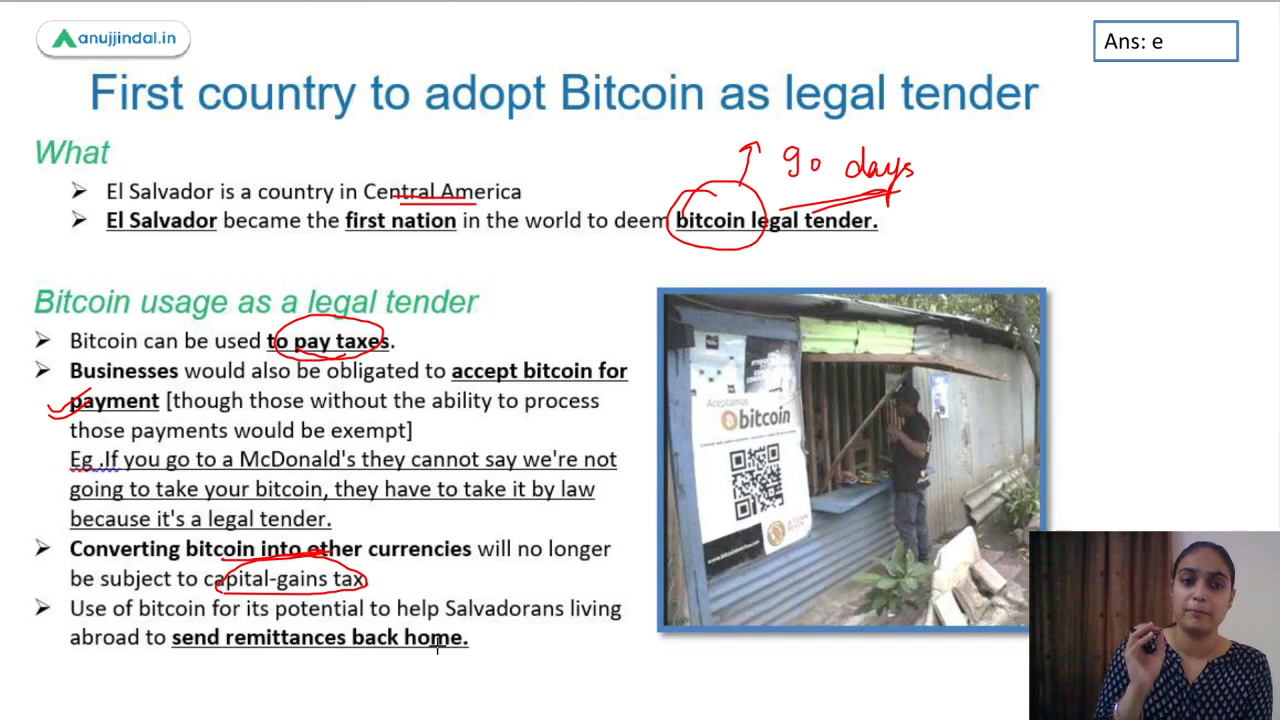 anujjindal.in
Ans: e
First country to adopt Bitcoin as legal tender
What
90 days
➢ El Salvador is a country in Central America
➢ El Salvador became the first nation in the world to deem bitcoin legal tender.
Bitcoin usage as a legal tender
➢ Bitcoin can be used to pay taxes.
➢ Businesses would also be obligated to accept bitcoin for
payment [though those without the ability to process
those payments would be exempt]
Eg .If you go to a McDonald's they cannot say we're not
going to take your bitcoin, they have to take it by law
because it's a legal tender.
➢ Converting bitcoin into other currencies will no longer
be subject to capital-gains tax
➢ Use of bitcoin for its potential to help Salvadorans living
abroad to send remittances back home.
Aceptamos
bitcoin